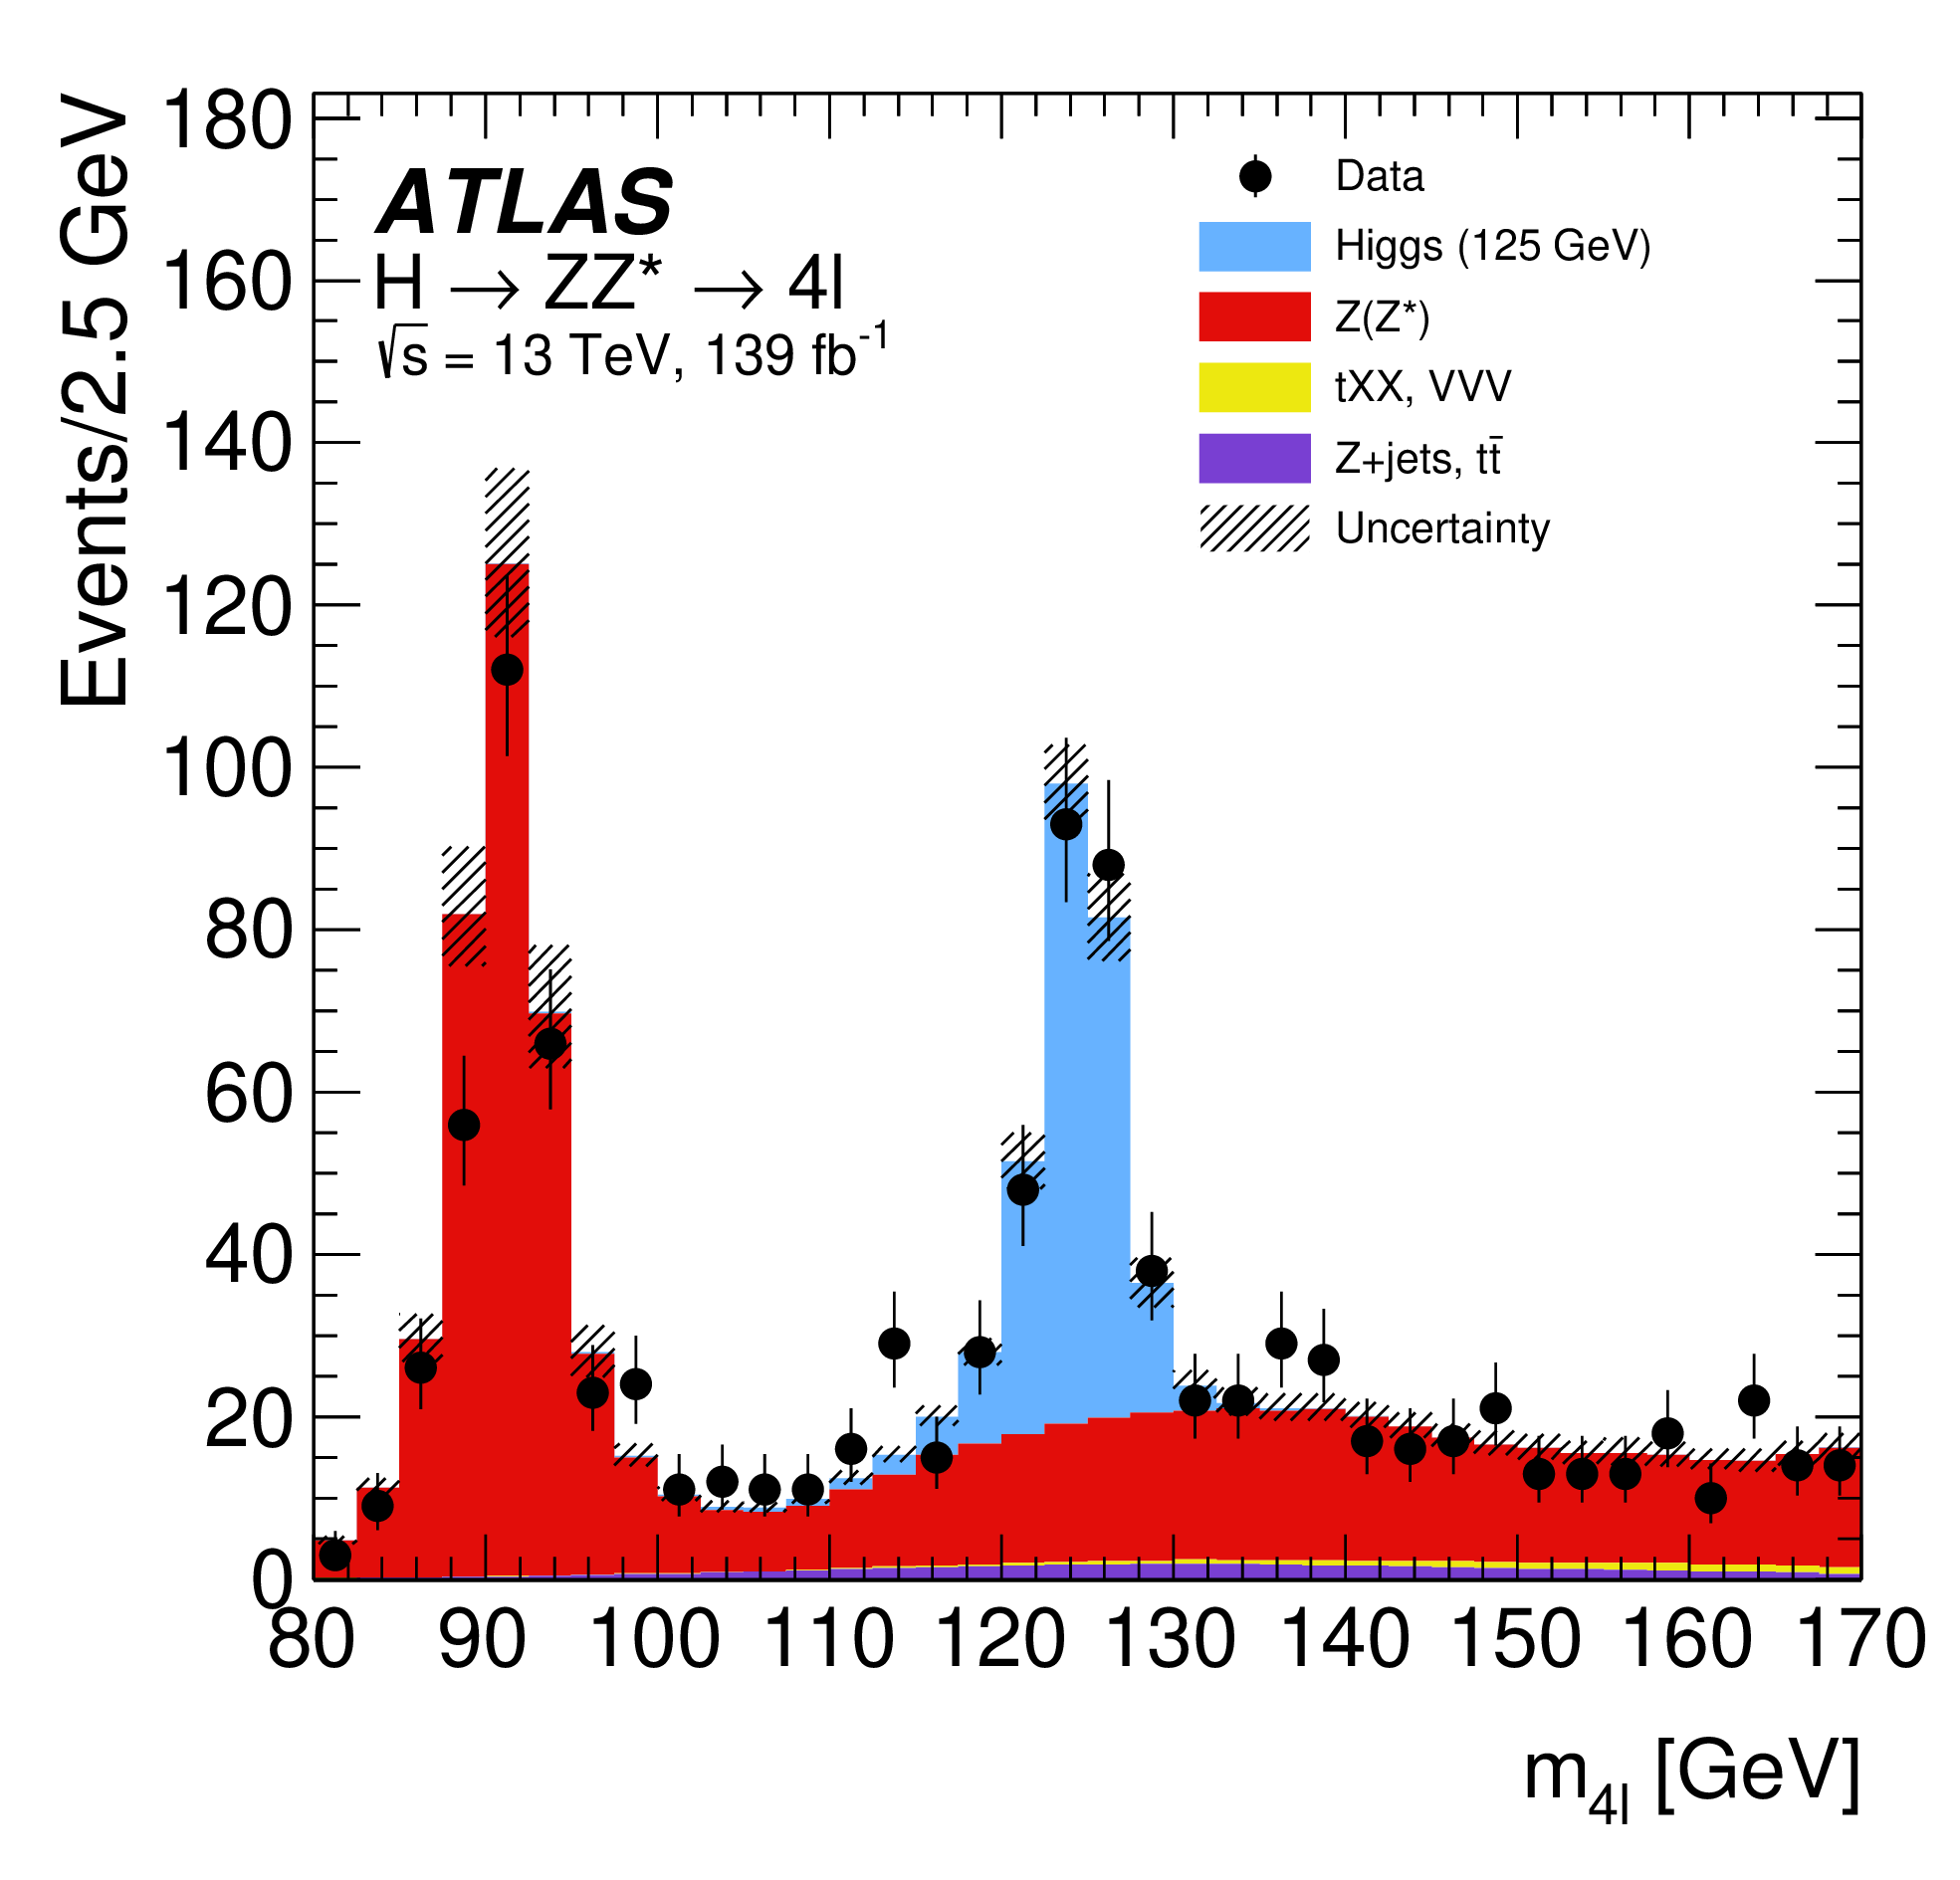 Events/2.5 GeV
180
160
140
120
100
80
60
40
20
0
ATLAS
H → ZZ* → 4l
√s = 13 TeV, 139 fb⁻¹
Data
Higgs (125 GeV)
Z(Z*)
tXX, VVV
Z+jets, tt̄
Uncertainty
80 90 100 110 120 130 140 150 160 170
m₄ₗ [GeV]